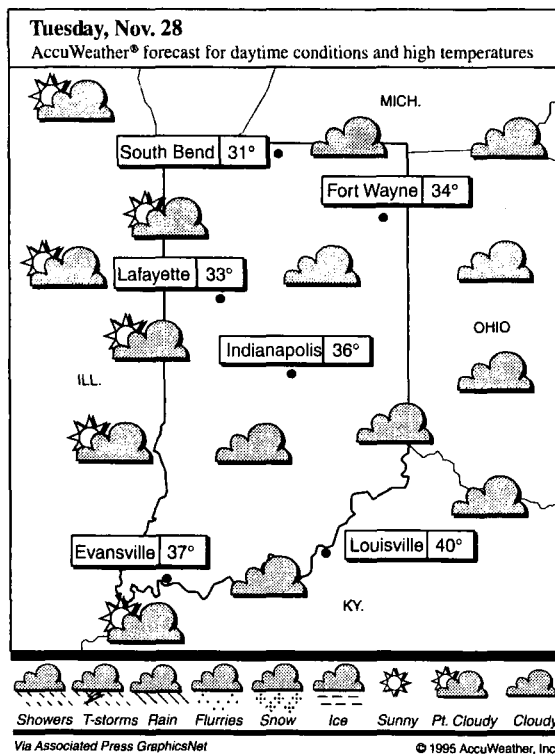 Tuesday, Nov. 28
AccuWeather® forecast for daytime conditions and high temperatures
MICH.
South Bend 31°
Fort Wayne 34°
Lafayette 33°
OHIO
Indianapolis 36°
ILL.
Evansville 37°
Louisville 40°
KY.
Showers T-storms Rain Flurries Snow Ice Sunny Pt. Cloudy Cloudy
Via Associated Press GraphicsNet © 1995 AccuWeather, Inc.